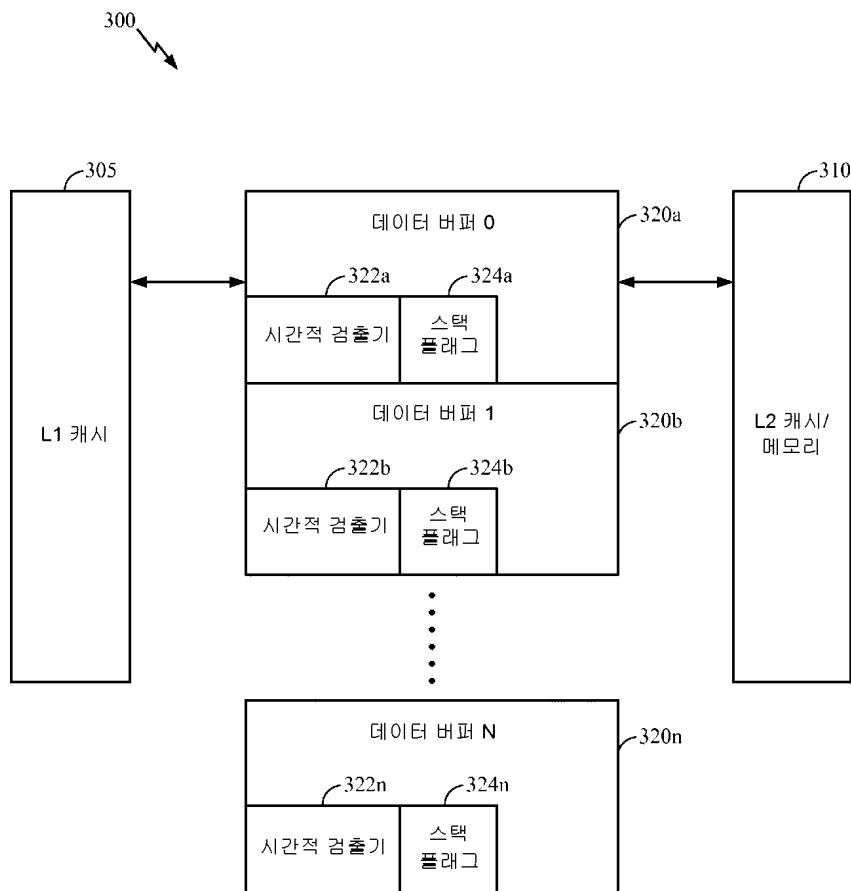 300
305
310
데이터 버퍼 0
320a
322a
324a
시간적 검출기
스택
플래그
L1 캐시
데이터 버퍼 1
320b
L2 캐시/
메모리
322b
324b
시간적 검출기
스택
플래그
데이터 버퍼 N
320n
322n
324n
시간적 검출기
스택
플래그